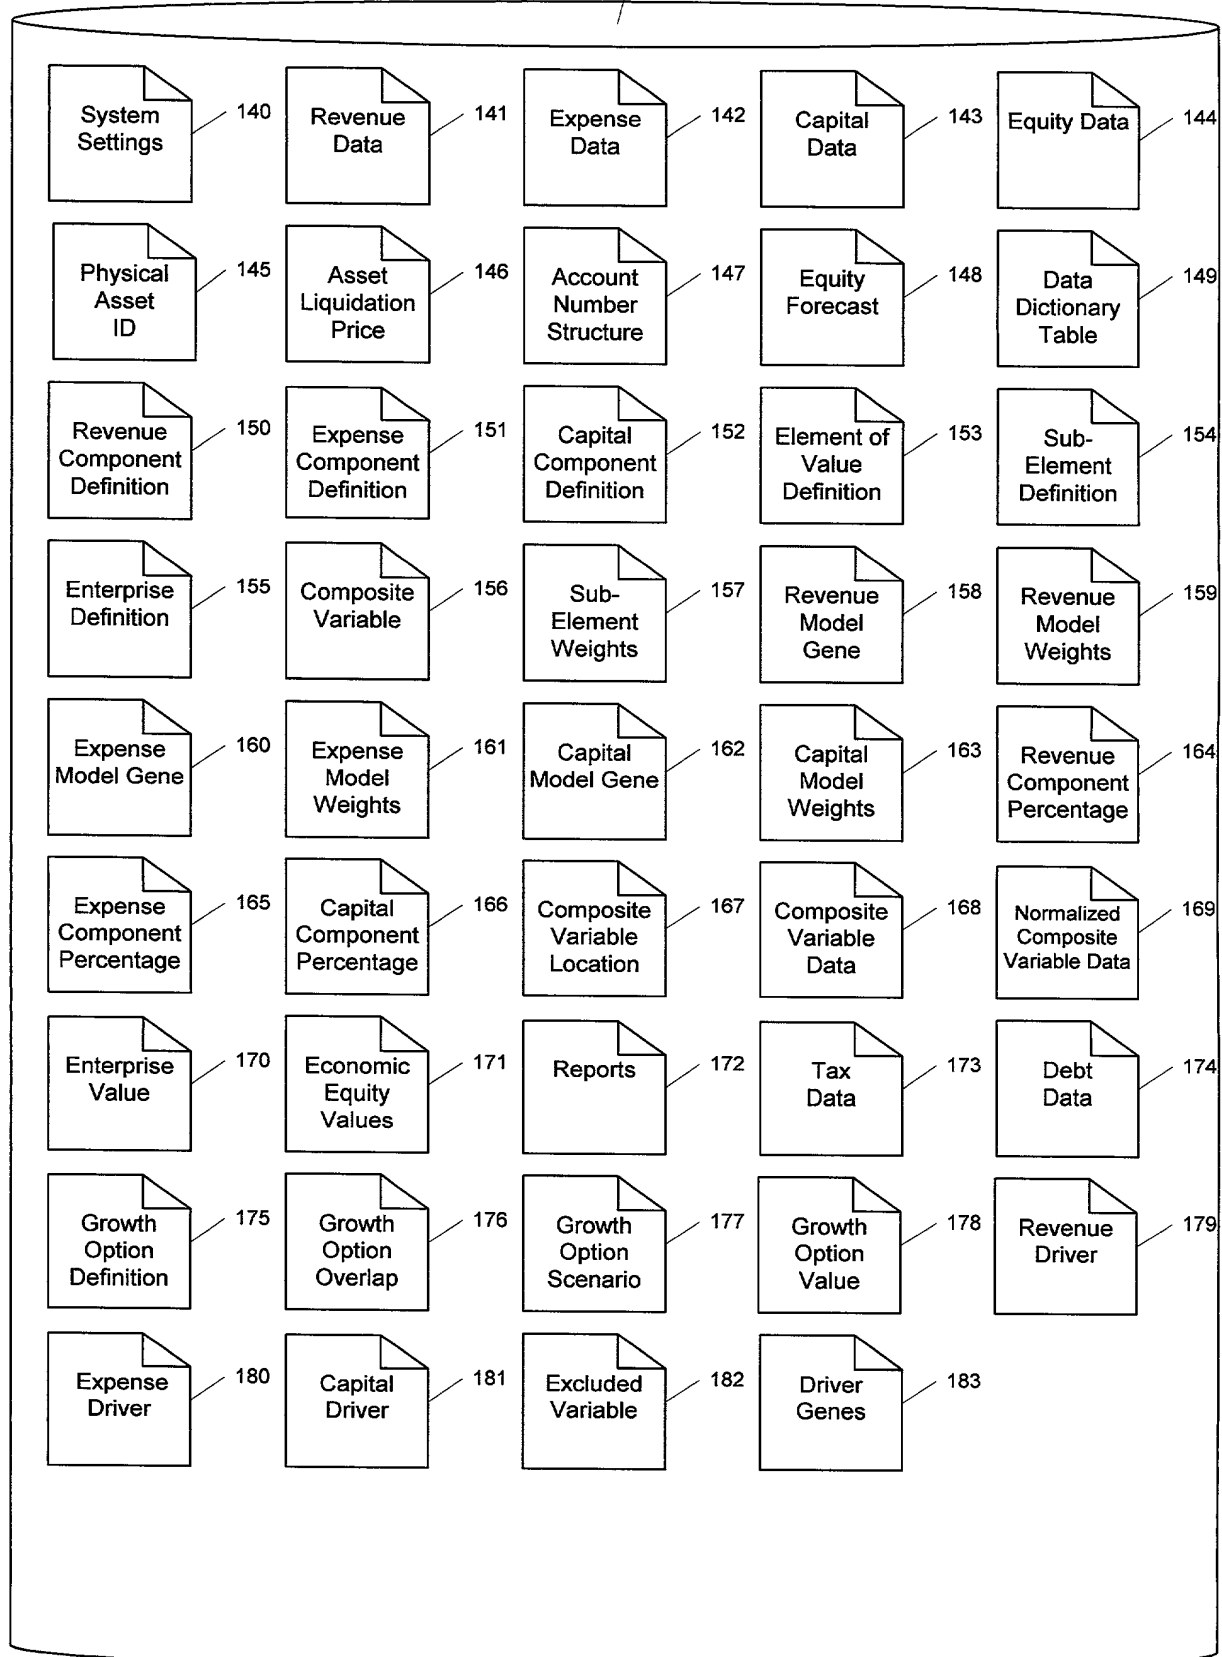 System
Settings
140
Revenue
Data
141
Expense
Data
142
Capital
Data
143
Equity Data
144
Physical
Asset
ID
145
Asset
Liquidation
Price
146
Account
Number
Structure
147
Equity
Forecast
148
Data
Dictionary
Table
149
Revenue
Component
Definition
150
Expense
Component
Definition
151
Capital
Component
Definition
152
Element of
Value
Definition
153
Sub-
Element
Definition
154
Enterprise
Definition
155
Composite
Variable
156
Sub-
Element
Weights
157
Revenue
Model
Gene
158
Revenue
Model
Weights
159
Expense
Model Gene
160
Expense
Model
Weights
161
Capital
Model Gene
162
Capital
Model
Weights
163
Revenue
Component
Percentage
164
Expense
Component
Percentage
165
Capital
Component
Percentage
166
Composite
Variable
Location
167
Composite
Variable
Data
168
Normalized
Composite
Variable Data
169
Enterprise
Value
170
Economic
Equity
Values
171
Reports
172
Tax
Data
173
Debt
Data
174
Growth
Option
Definition
175
Growth
Option
Overlap
176
Growth
Option
Scenario
177
Growth
Option
Value
178
Revenue
Driver
179
Expense
Driver
180
Capital
Driver
181
Excluded
Variable
182
Driver
Genes
183